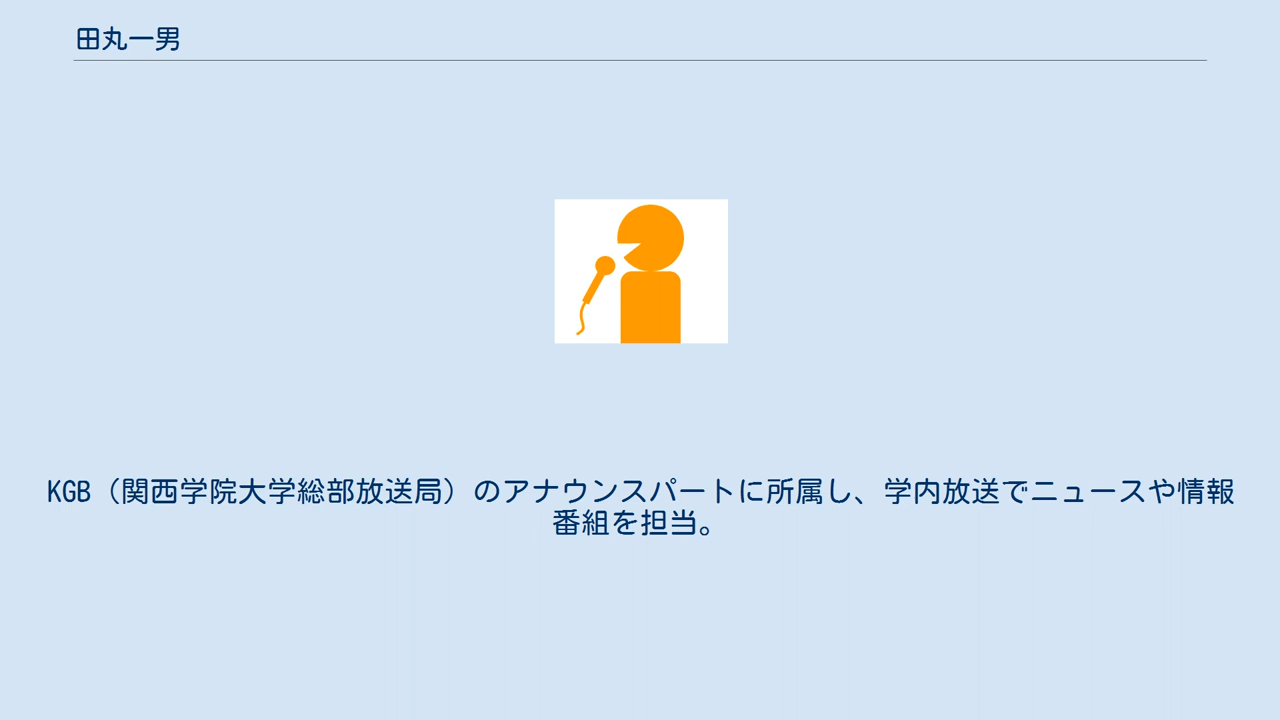 田丸一男
KGB（関西学院大学総部放送局）のアナウンスパートに所属し、学内放送でニュースや情報
番組を担当。